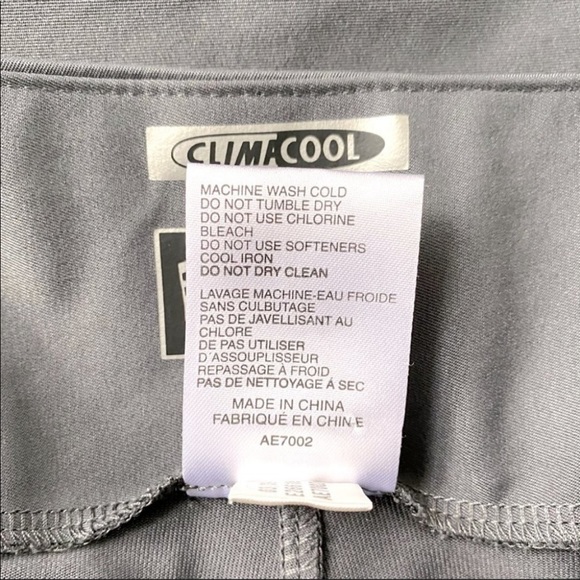 CLIMACOOL
MACHINE WASH COLD
DO NOT TUMBLE DRY
DO NOT USE CHLORINE
BLEACH
DO NOT USE SOFTENERS
COOL IRON
DO NOT DRY CLEAN
LAVAGE MACHINE-EAU FROIDE
SANS CULBUTAGE
PAS DE JAVELLISANT AU
CHLORE
DE PAS UTILISER
D'ASSOUPLISSEUR
REPASSAGE À FROID
PAS DE NETTOYAGE À SEC
MADE IN CHINA
FABRIQUÉ EN CHINE
AE7002